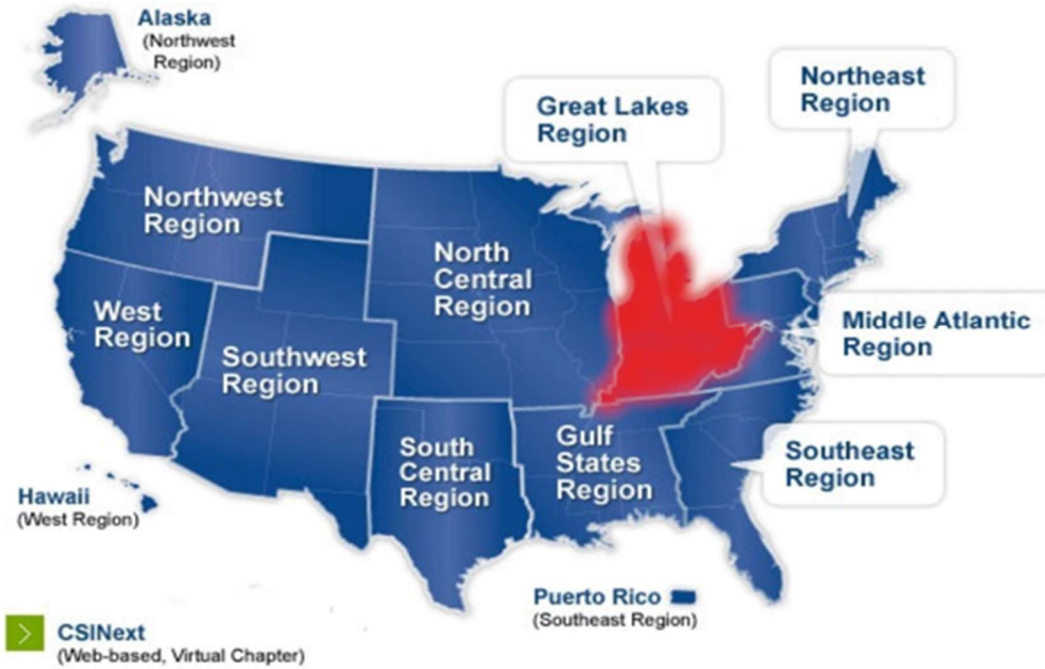 Alaska
(Northwest
Region)
Northeast
Region
Great Lakes
Region
Northwest
Region
North
Central
Region
West
Region
Middle Atlantic
Region
Southwest
Region
Gulf
States
Region
South
Central
Region
Southeast
Region
Hawaii
(West Region)
Puerto Rico
(Southeast Region)
CSINext
(Web-based, Virtual Chapter)